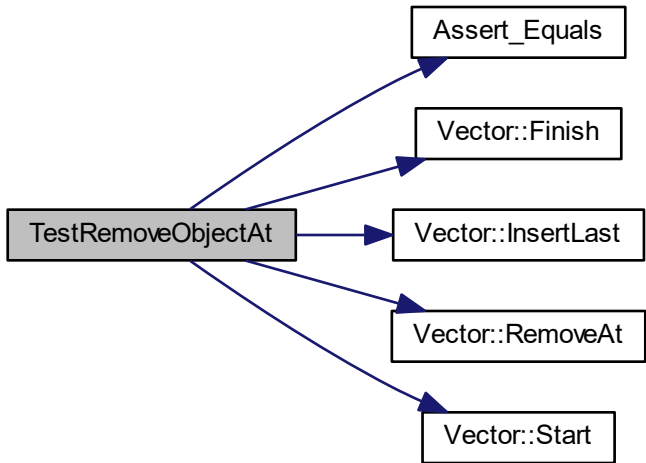 Assert_Equals
Vector::Finish
TestRemoveObjectAt
Vector::InsertLast
Vector::RemoveAt
Vector::Start